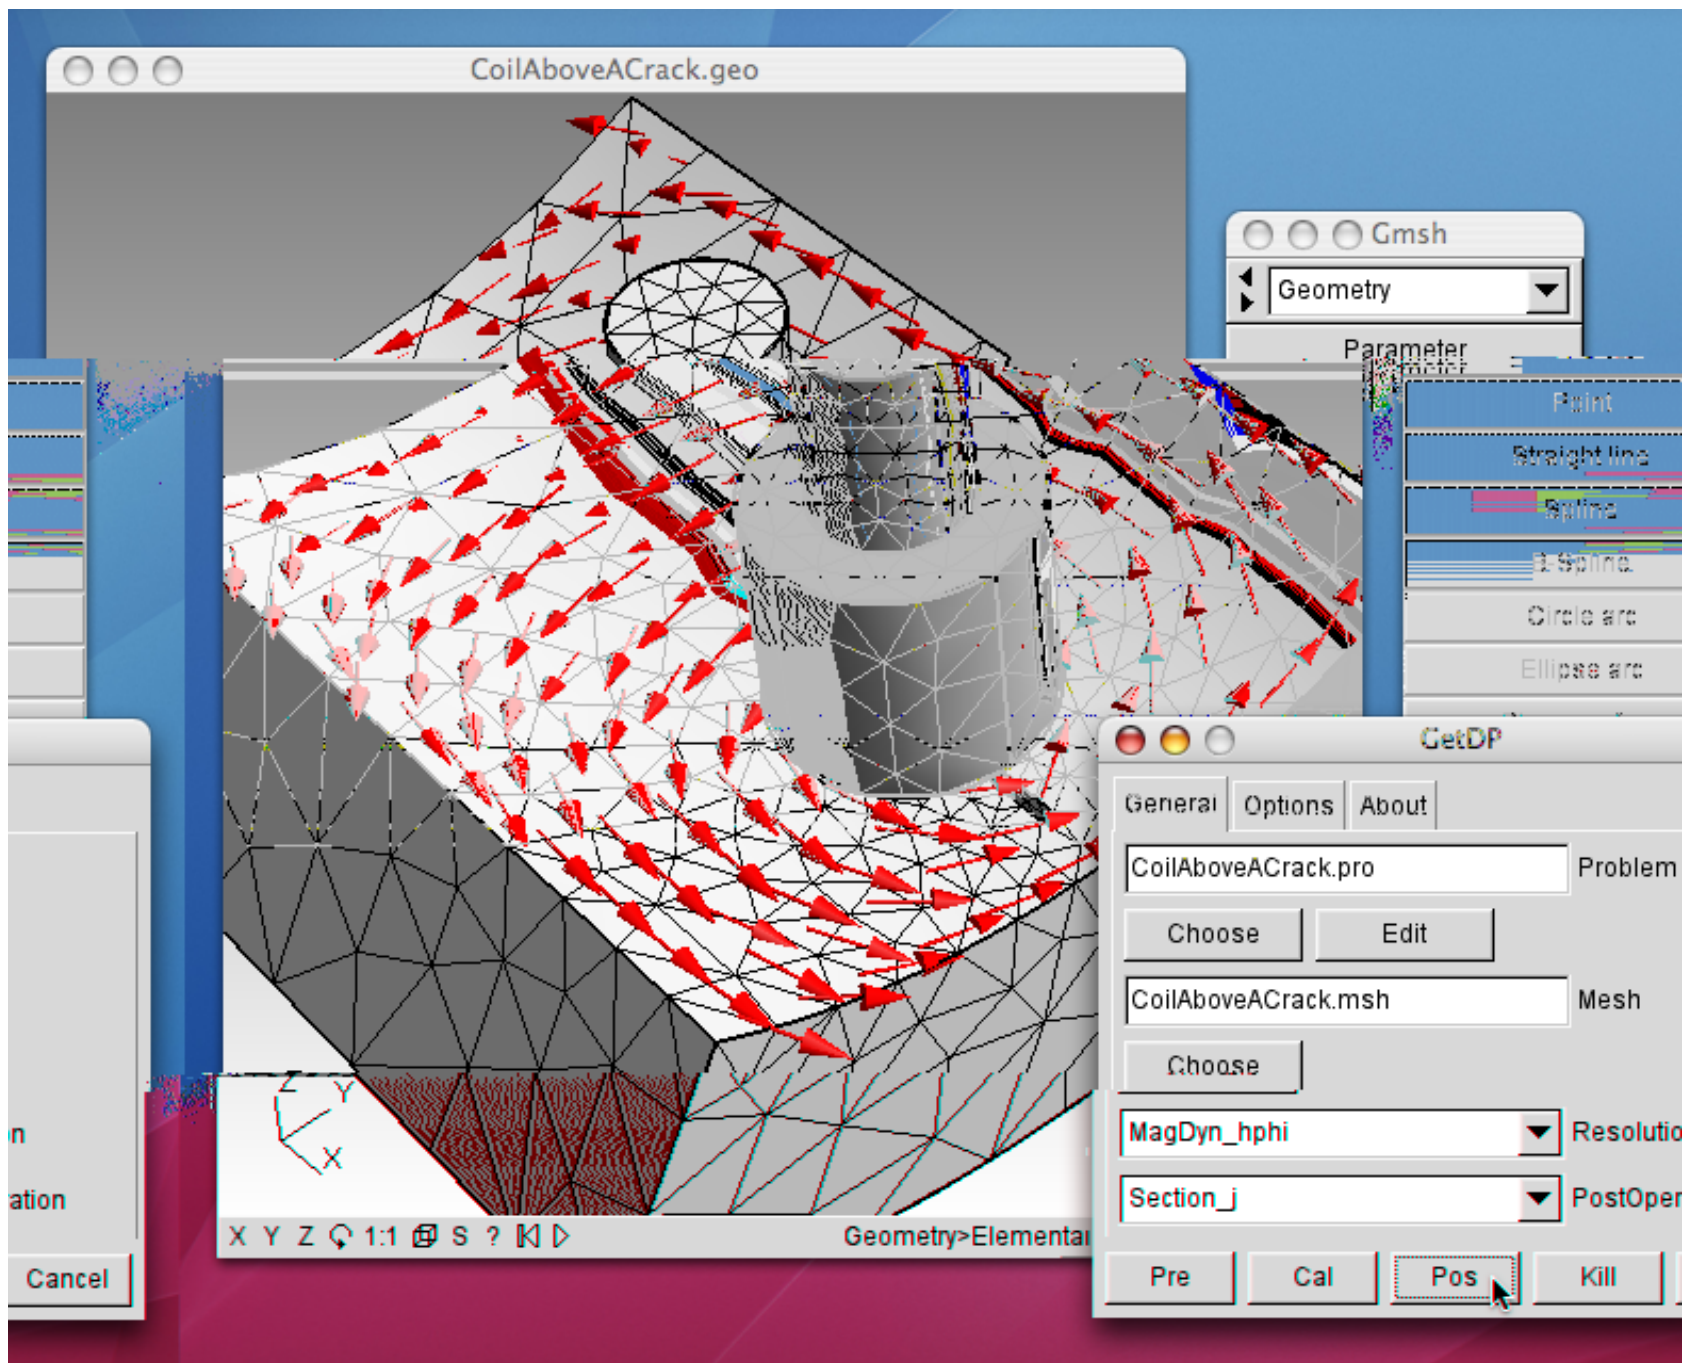 CoilAboveACrack.geo
Gmsh
Geometry
Parameter
Point
Straight line
Spline
B-Spline
Circle arc
Ellipse arc
GetDP
General Options About
CoilAboveACrack.pro Problem
Choose Edit
CoilAboveACrack.msh Mesh
Choose
MagDyn_hphi Resolutio
Section_j PostOper
Pre Cal Pos Kill
Z Y
X
X Y Z 1:1 S ?
Geometry>Elementa
n
ation
Cancel